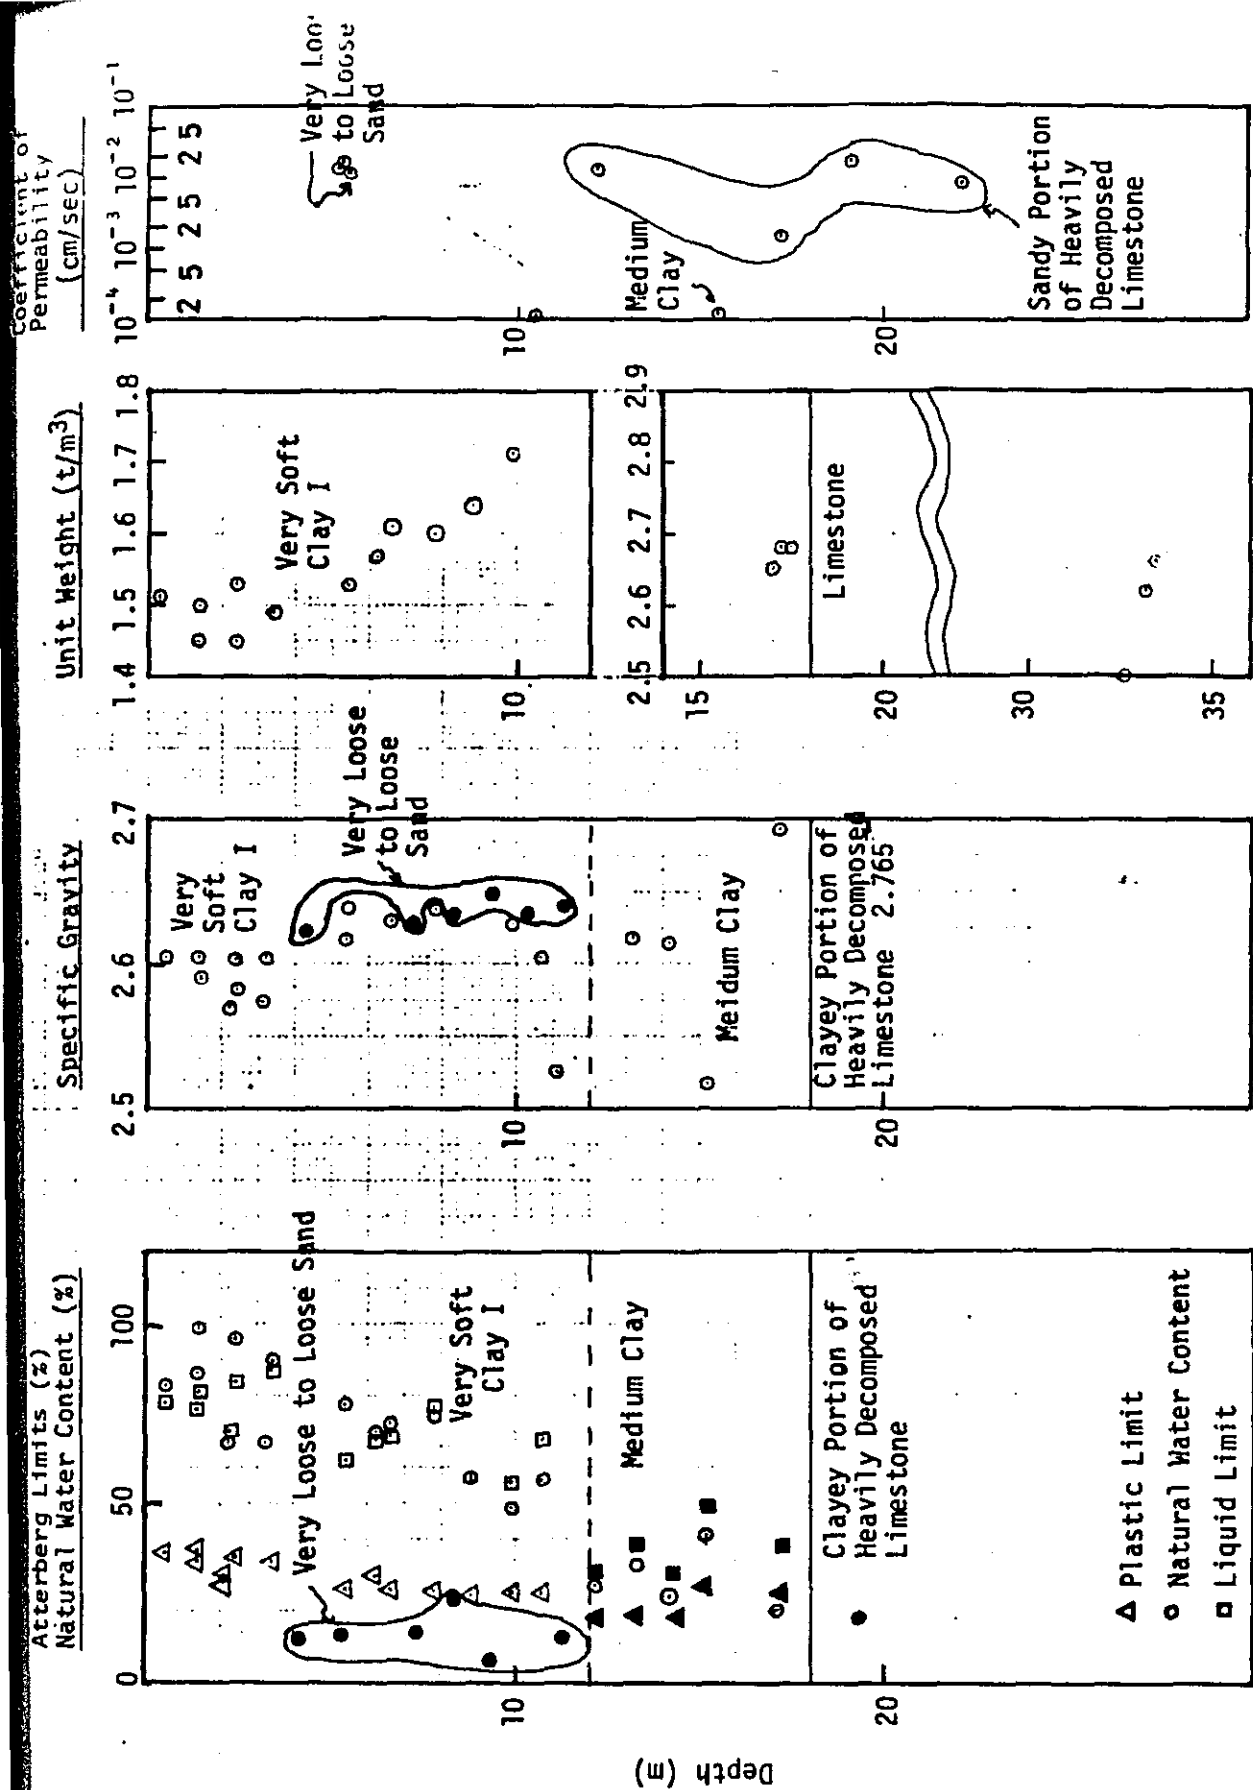 Atterberg Limits (%)
Natural Water Content (%)
0
50
100
10
20
Depth (m)
Very Loose to Loose Sand
Very Soft
Clay I
Medium Clay
Clayey Portion of
Heavily Decomposed
Limestone
△ Plastic Limit
○ Natural Water Content
□ Liquid Limit
Specific Gravity
2.5
2.6
2.7
10
20
Very
Soft
Clay I
Very Loose
to Loose
Sand
Meidum Clay
Clayey Portion of
Heavily Decomposed
Limestone 2.765
Unit Weight (t/m³)
1.4
1.5
1.6
1.7
1.8
10
Very Soft
Clay I
2.5
2.6
2.7
2.8
2.9
15
20
30
35
Limestone
Coefficient of
Permeability
(cm/sec)
10⁻⁴
10⁻³
10⁻²
10⁻¹
2 5 2 5 2 5
10
20
Very Loo
to Loose
Sand
Medium
Clay
Sandy Portion
of Heavily
Decomposed
Limestone